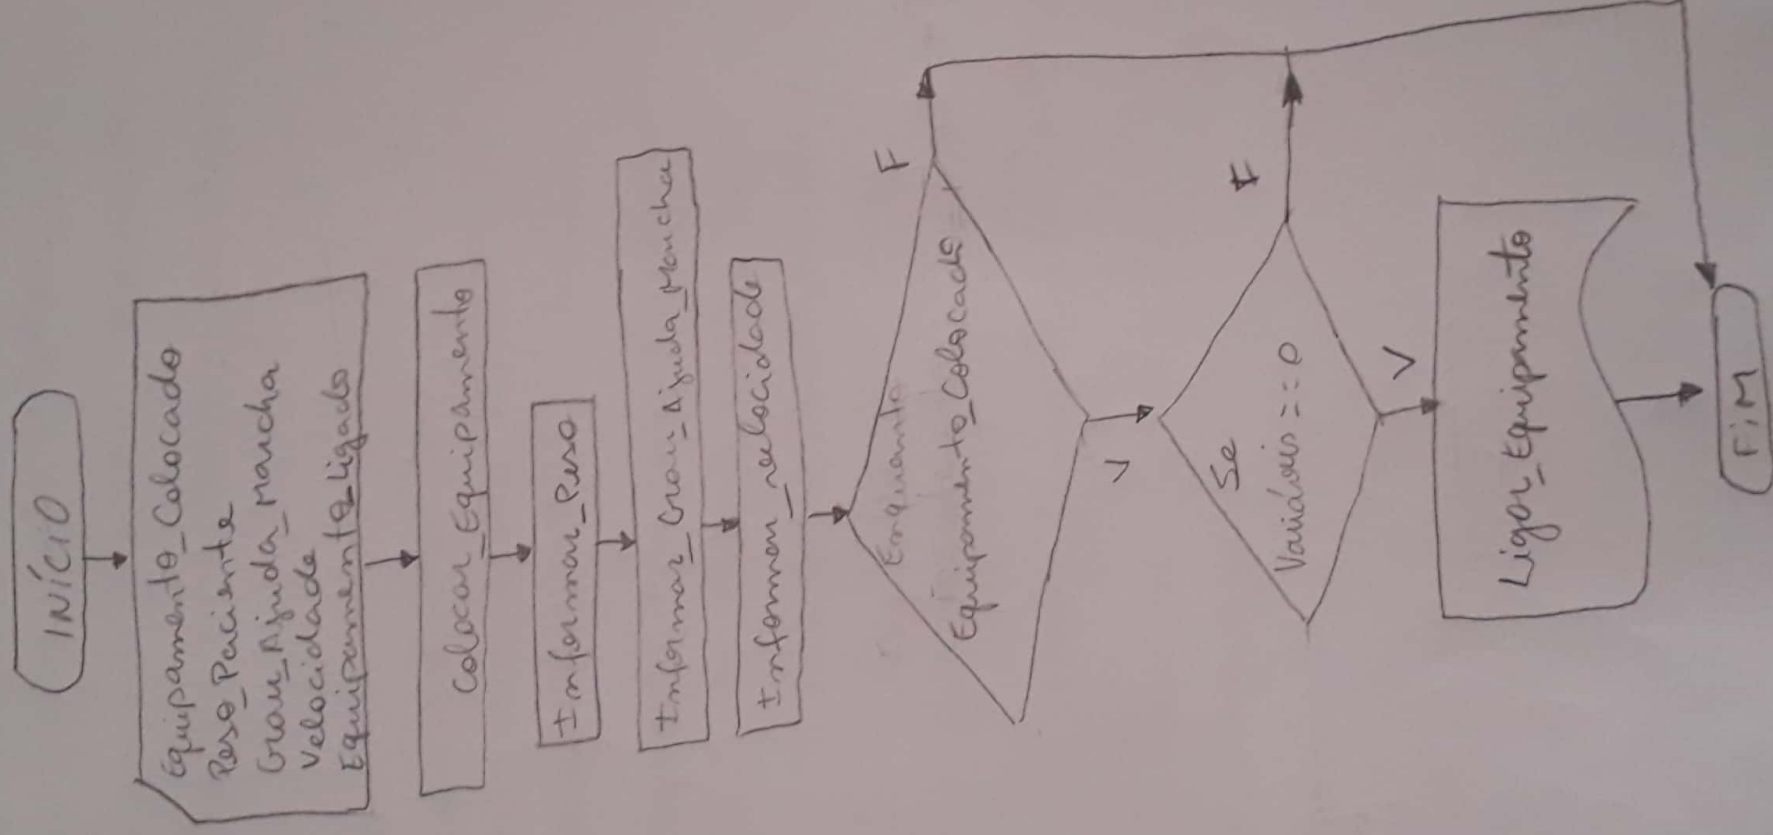 INÍCIO
Equipamento_Colocado
Peso_Paciente
Grau_Ajuda_Marcha
Velocidade
Equipamento_Ligado
Colocar_Equipamento
Informar_Peso
Informar_Grau_Ajuda_Marcha
Informar_velocidade
Enquanto
Equipamento_Colocado
F
V
Se
Variáveis == 0
F
V
Ligar_Equipamento
FiM